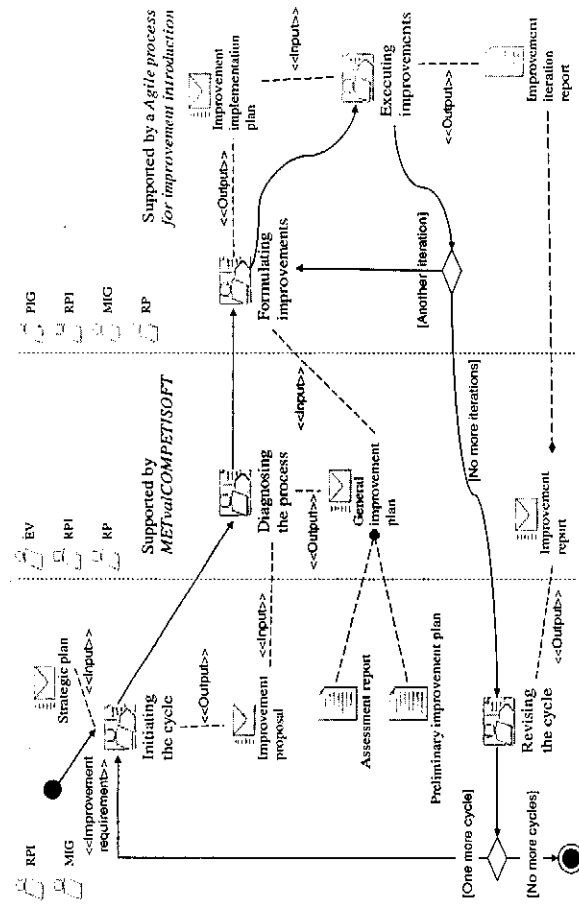 RPI
MIG
<<Improvement
requirement>>
Strategic plan
<<Input>>
Initiating
the cycle
<<Output>>
Improvement
proposal
<<Input>>
Assessment report
Preliminary improvement plan
Revising
the cycle
[One more cycle]
[No more cycles]
EV
RPI
RP
Supported by
METvalCOMPETISOFT
Diagnosing
the process
<<Output>>
General
improvement
plan
<<Input>>
[No more iterations]
Improvement
report
<<Output>>
PIG
RPI
MIG
RP
Supported by a Agile process
for improvement introduction
<<Output>>
Improvement
implementation
plan
<<Input>>
Formulating
improvements
Executing
improvements
[Another iteration]
<<Output>>
Improvement
iteration
report